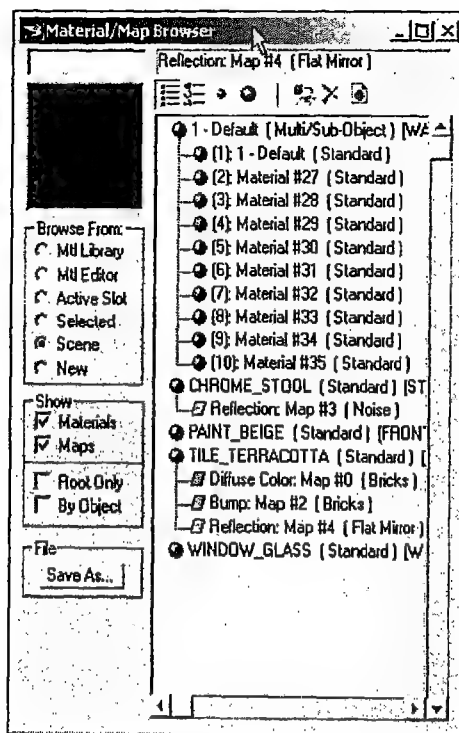 Material/Map Browser
Reflection: Map #4 (Flat Mirror)
1 - Default (Multi/Sub-Object) [WA
(1): 1 - Default (Standard)
(2): Material #27 (Standard)
(3): Material #28 (Standard)
(4): Material #29 (Standard)
(5): Material #30 (Standard)
(6): Material #31 (Standard)
(7): Material #32 (Standard)
(8): Material #33 (Standard)
(9): Material #34 (Standard)
(10): Material #35 (Standard)
CHROME_STOOL (Standard) [ST
Reflection: Map #3 (Noise)
PAINT_BEIGE (Standard) [FRONT
TILE_TERRACOTTA (Standard) [
Diffuse Color: Map #0 (Bricks)
Bump: Map #2 (Bricks)
Reflection: Map #4 (Flat Mirror)
WINDOW_GLASS (Standard) [W
Browse From:
Mtl Library
Mtl Editor
Active Slot
Selected
Scene
New
Show
Materials
Maps
Root Only
By Object
File
Save As...